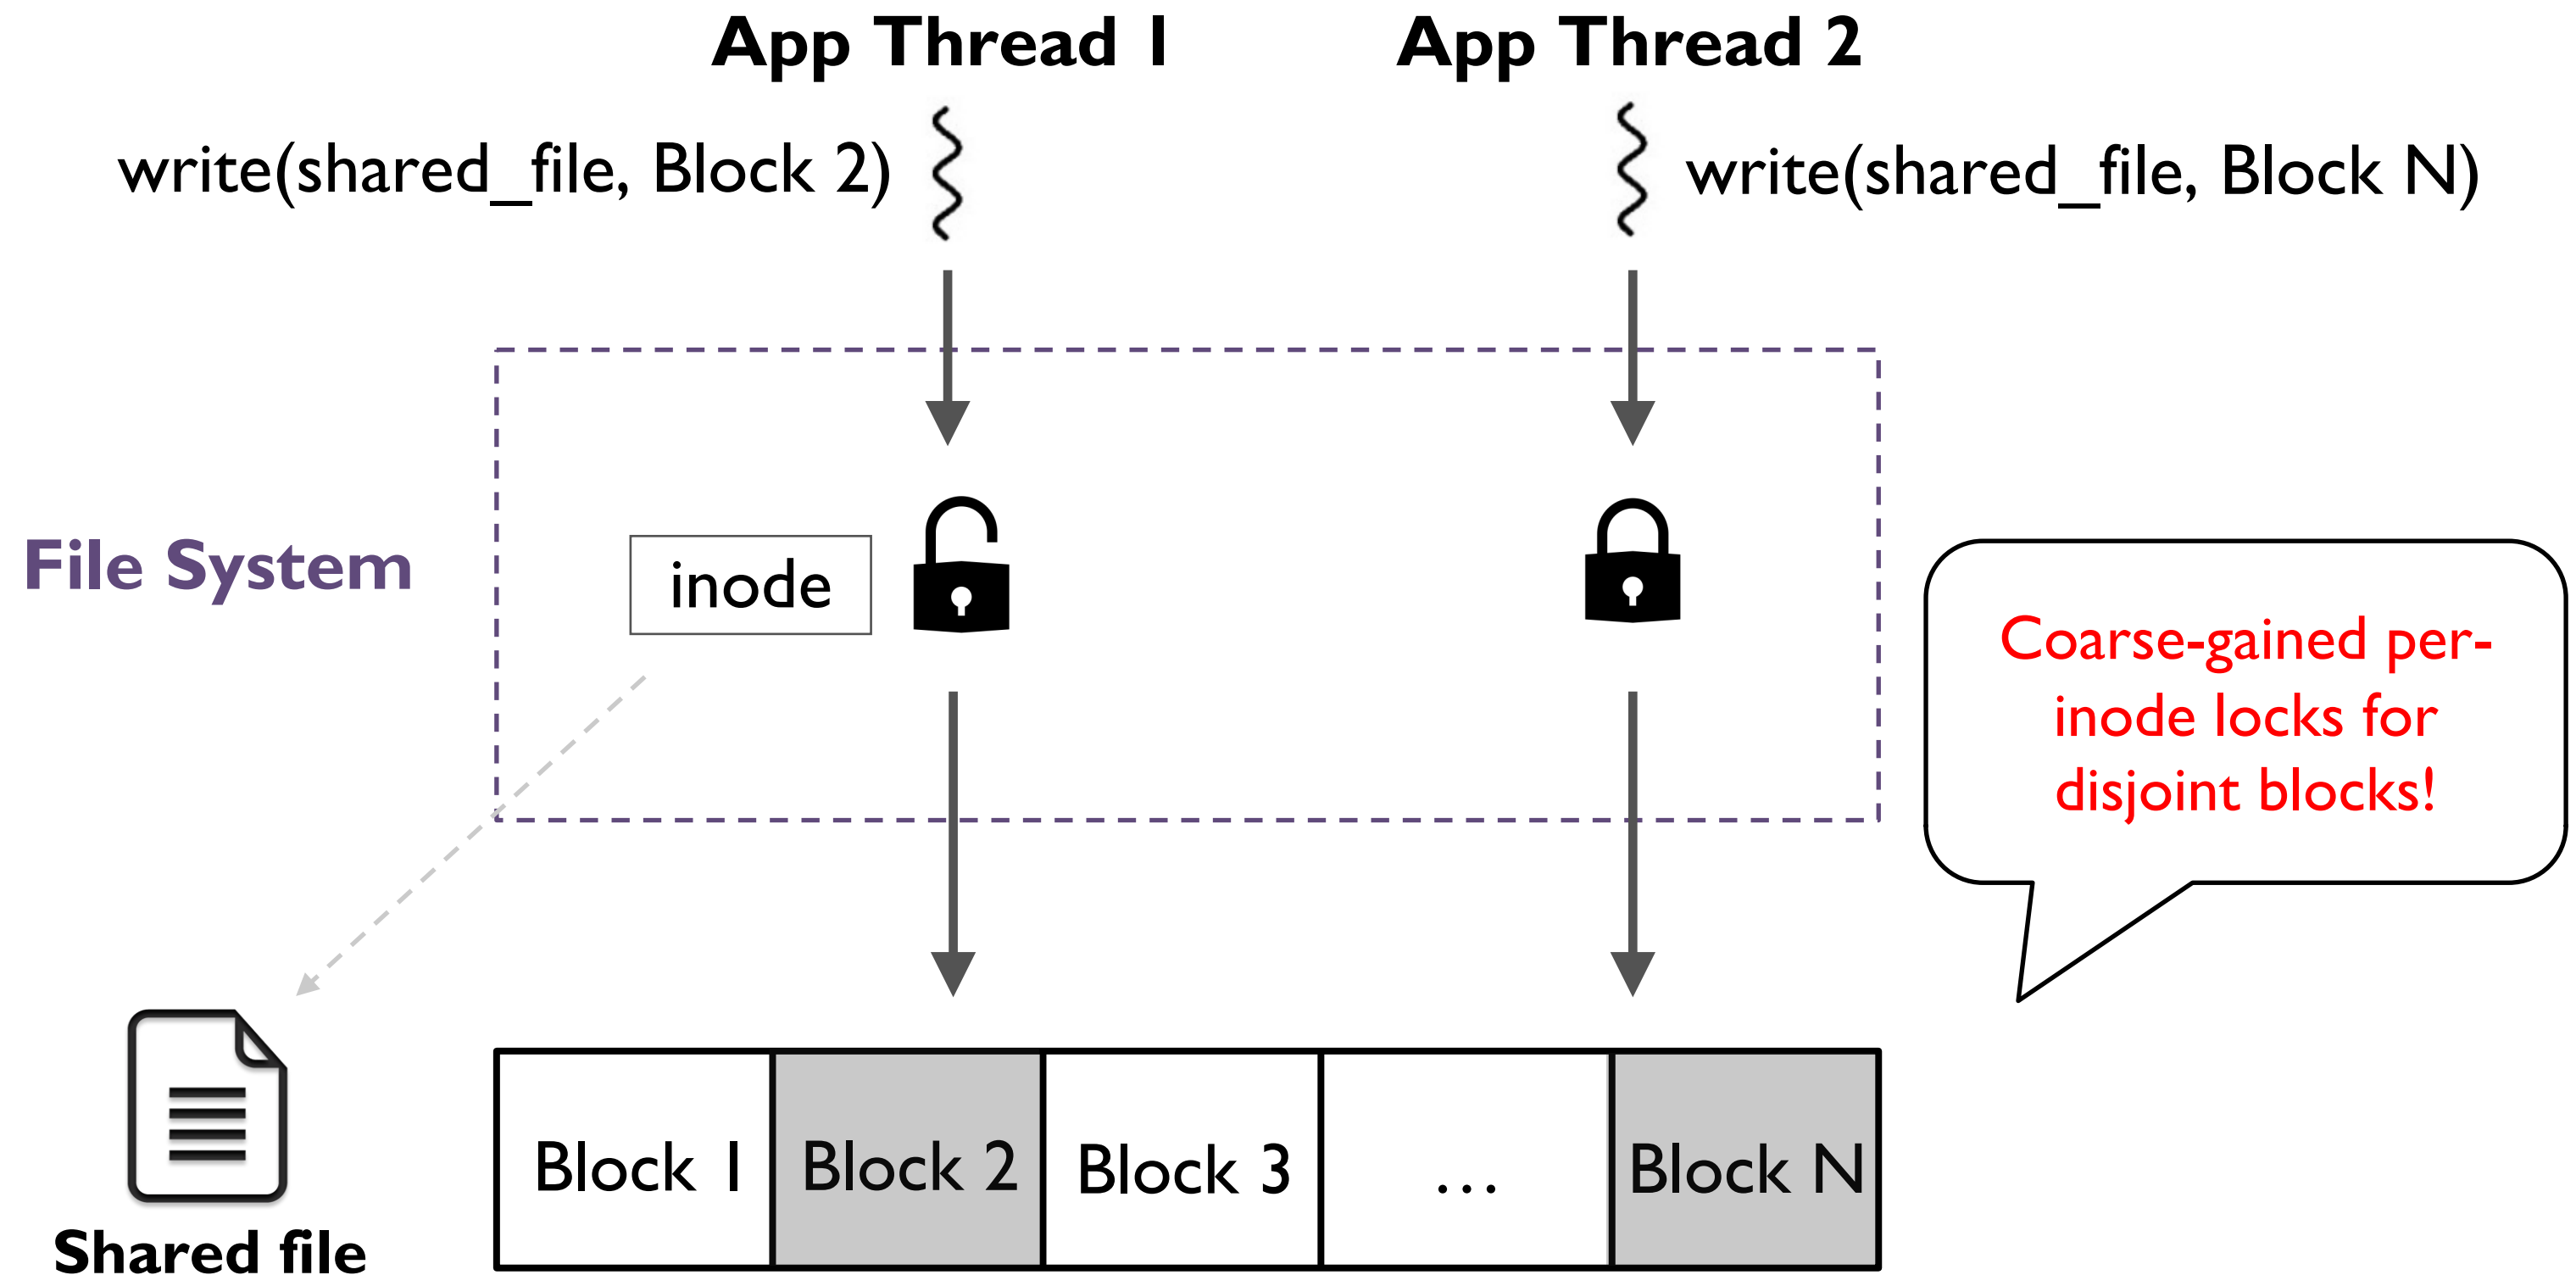 App Thread 1
App Thread 2
write(shared_file, Block 2)
write(shared_file, Block N)
File System
inode
Coarse-gained per-
inode locks for
disjoint blocks!
Block 1
Block 2
Block 3
...
Block N
Shared file